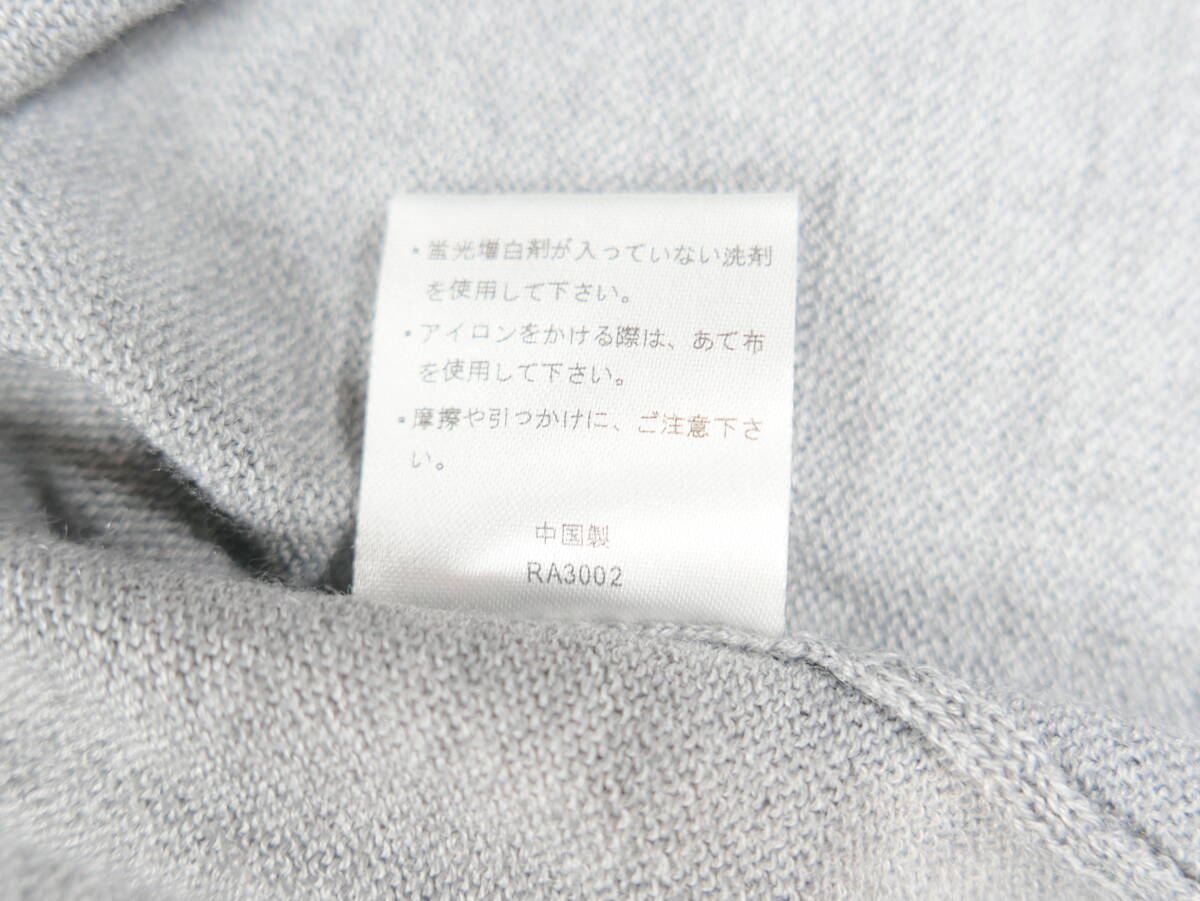 ・蛍光増白剤が入っていない洗剤
を使用して下さい。
・アイロンをかける際は、あて布
を使用して下さい。
・摩擦や引つかけに、ご注意下さ
い。
中国製
RA3002